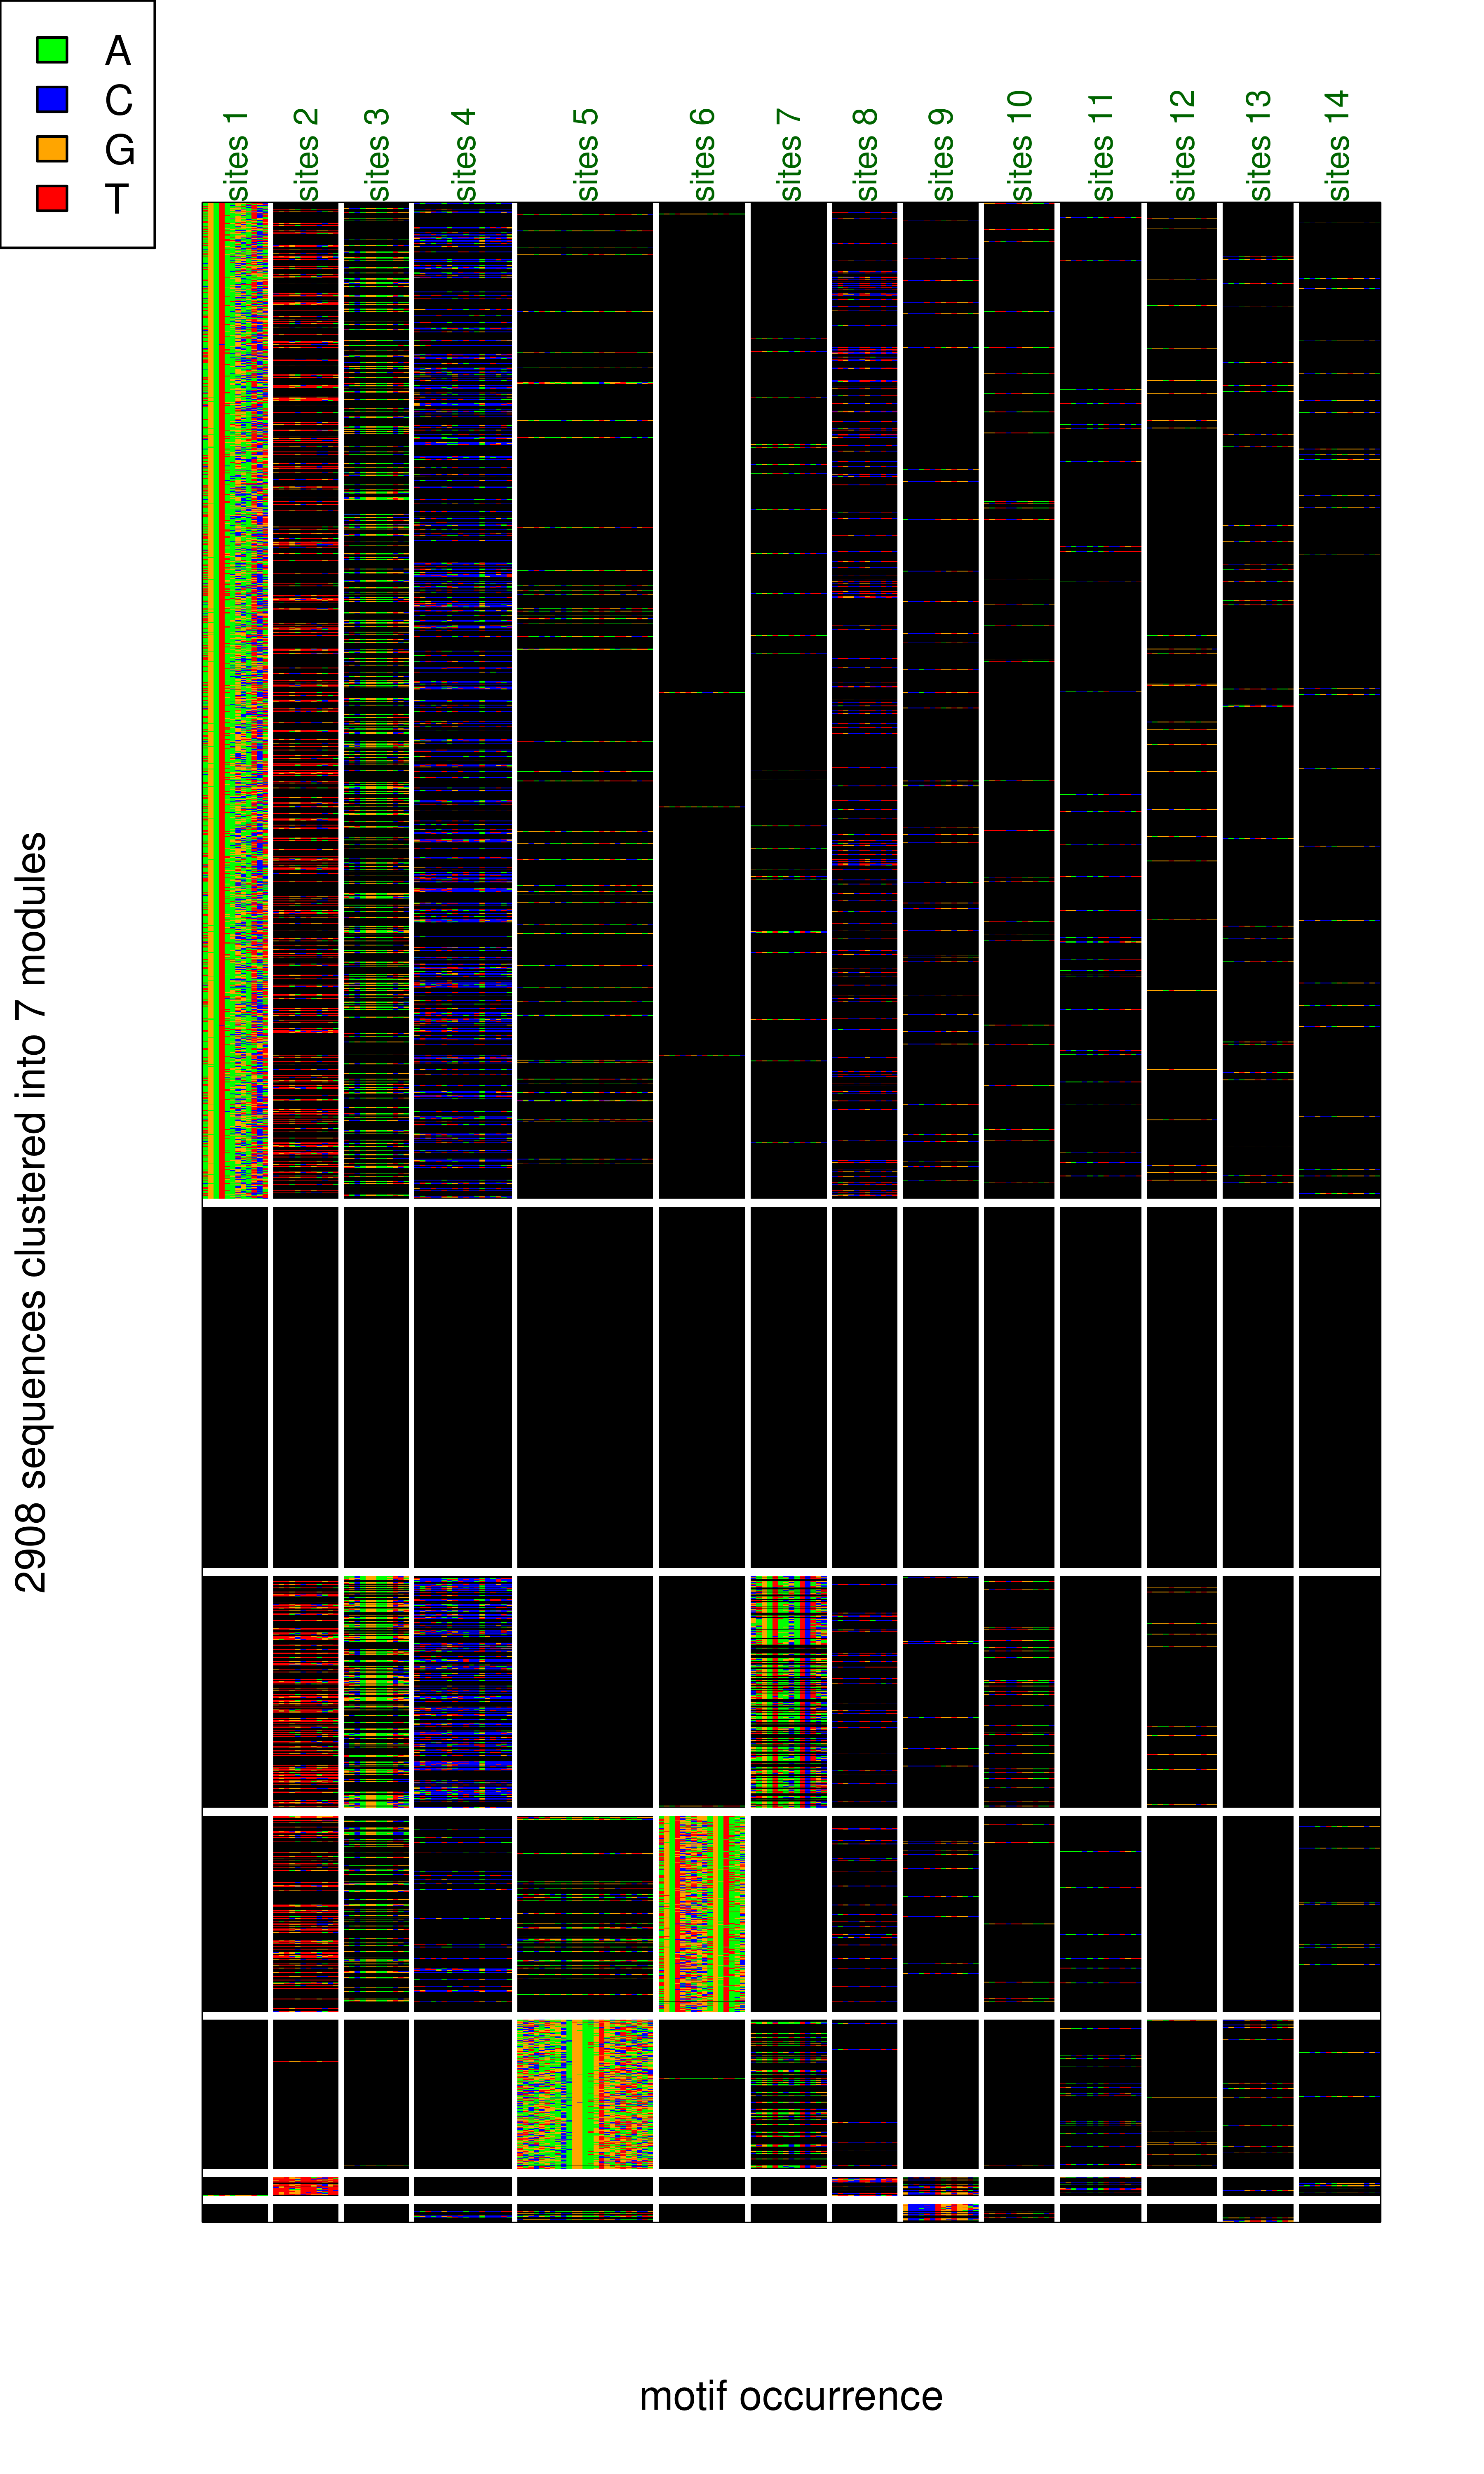 A
C
G
T
sites 1
sites 2
sites 3
sites 4
sites 5
sites 6
sites 7
sites 8
sites 9
sites 10
sites 11
sites 12
sites 13
sites 14
2908 sequences clustered into 7 modules
motif occurrence